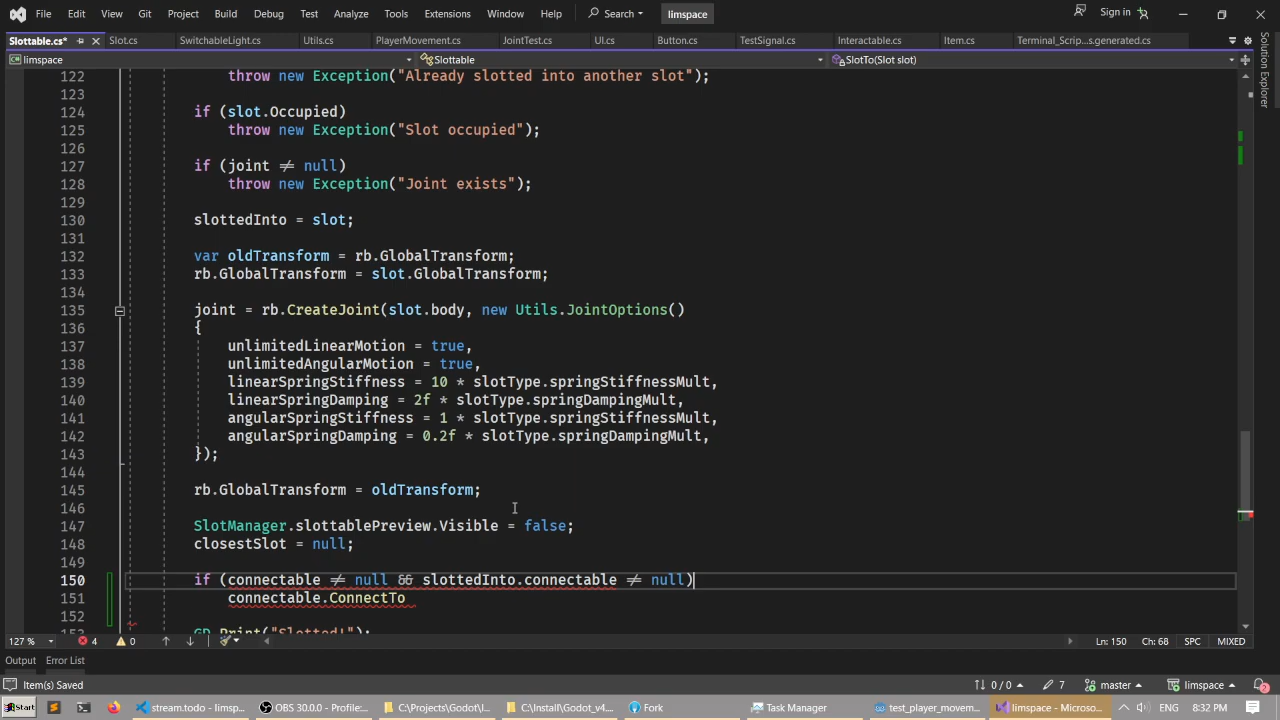 File Edit View Git Project Build Debug Test Analyze Tools Extensions Window Help Search limspace Sign in
Slottable.cs* Slot.cs SwitchableLight.cs Utils.cs PlayerMovement.cs JointTest.cs UI.cs Button.cs TestSignal.cs Interactable.cs Item.cs Terminal_Scrip...s.generated.cs
limspace Slottable SlotTo(Slot slot)
Solution Explorer
122 throw new Exception("Already slotted into another slot");
123
124 if (slot.Occupied)
125 throw new Exception("Slot occupied");
126
127 if (joint ≠ null)
128 throw new Exception("Joint exists");
129
130 slottedInto = slot;
131
132 var oldTransform = rb.GlobalTransform;
133 rb.GlobalTransform = slot.GlobalTransform;
134
135 joint = rb.CreateJoint(slot.body, new Utils.JointOptions()
136 {
137 unlimitedLinearMotion = true,
138 unlimitedAngularMotion = true,
139 linearSpringStiffness = 10 * slotType.springStiffnessMult,
140 linearSpringDamping = 2f * slotType.springDampingMult,
141 angularSpringStiffness = 1 * slotType.springStiffnessMult,
142 angularSpringDamping = 0.2f * slotType.springDampingMult,
143 });
144
145 rb.GlobalTransform = oldTransform;
146
147 SlotManager.slottablePreview.Visible = false;
148 closestSlot = null;
149
150 if (connectable ≠ null && slottedInto.connectable ≠ null)
151 connectable.ConnectTo
152
153 GD.Print("Slotted!");
127 % 4 0 Ln: 150 Ch: 68 SPC MIXED
Output Error List
Item(s) Saved 0 / 0 7 master limspace 2
Start stream.todo - limspa... OBS 30.0.0 - Profile:... C:\Projects\Godot\l... C:\Install\Godot_v4.... Fork Task Manager test_player_movem... limspace - Microso... 8:32 PM